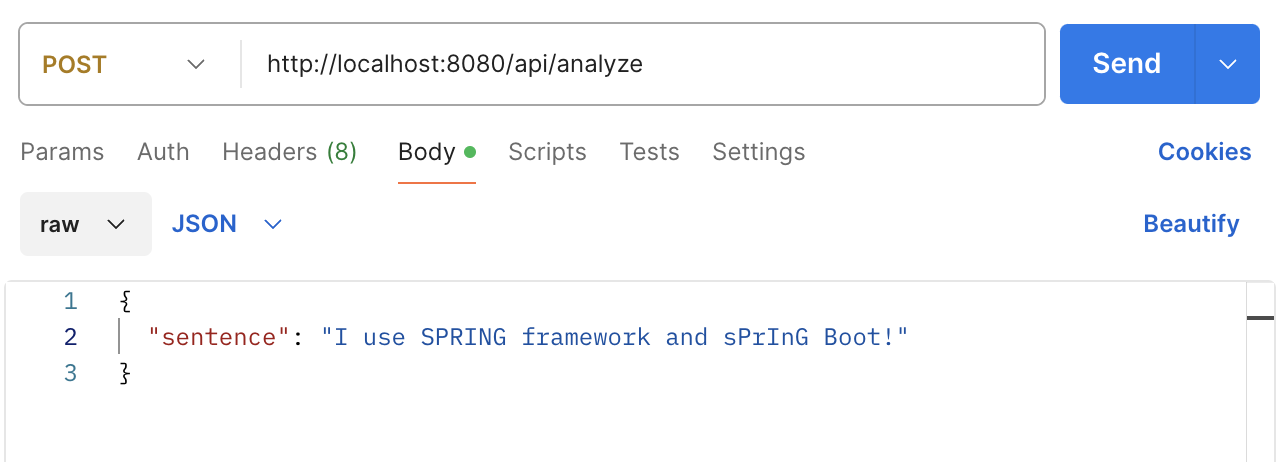 POST http://localhost:8080/api/analyze Send
Params Auth Headers (8) Body Scripts Tests Settings Cookies
raw JSON Beautify
1 {
2 "sentence": "I use SPRING framework and sPrInG Boot!"
3 }